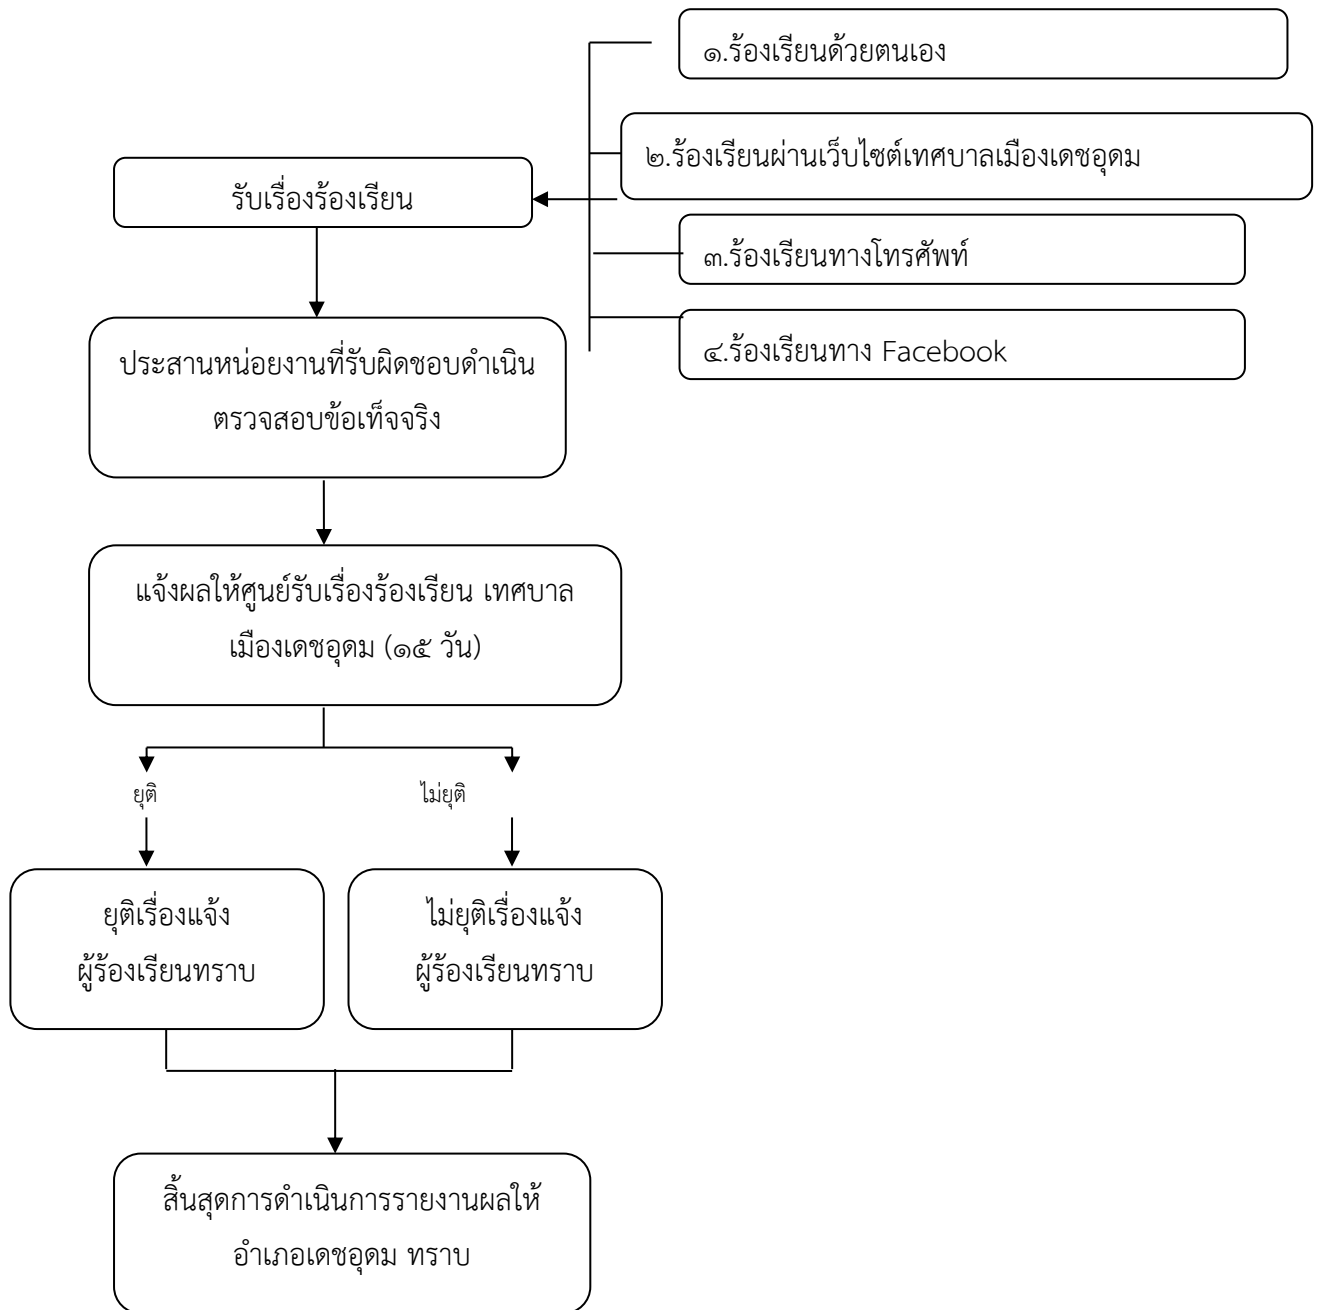 ๑.ร้องเรียนด้วยตนเอง
๒.ร้องเรียนผ่านเว็บไซต์เทศบาลเมืองเดชอุดม
รับเรื่องร้องเรียน
๓.ร้องเรียนทางโทรศัพท์
๔.ร้องเรียนทาง Facebook
ประสานหน่อยงานที่รับผิดชอบดำเนิน
ตรวจสอบข้อเท็จจริง
แจ้งผลให้ศูนย์รับเรื่องร้องเรียน เทศบาล
เมืองเดชอุดม (๑๕ วัน)
ยุติ
ไม่ยุติ
ยุติเรื่องแจ้ง
ผู้ร้องเรียนทราบ
ไม่ยุติเรื่องแจ้ง
ผู้ร้องเรียนทราบ
สิ้นสุดการดำเนินการรายงานผลให้
อำเภอเดชอุดม ทราบ